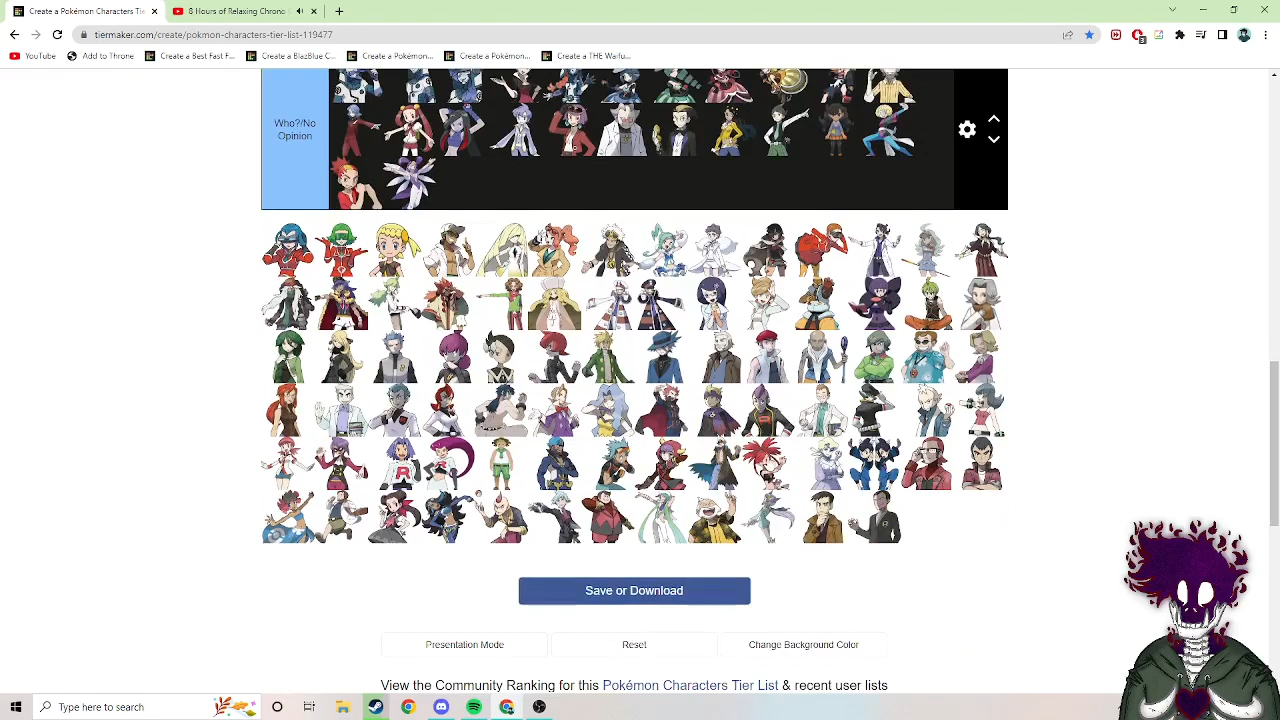 Create a Pokémon Characters Tie
8 Hours of Relaxing Chrono
tiermaker.com/create/pokmon-characters-tier-list-119477
YouTube
Add to Throne
Create a Best Fast F...
Create a BlazBlue C...
Create a Pokémon...
Create a Pokémon...
Create a THE Waifu...
Who?/No
Opinion
Save or Download
Presentation Mode
Reset
Change Background Color
View the Community Ranking for this Pokémon Characters Tier List & recent user lists
Type here to search